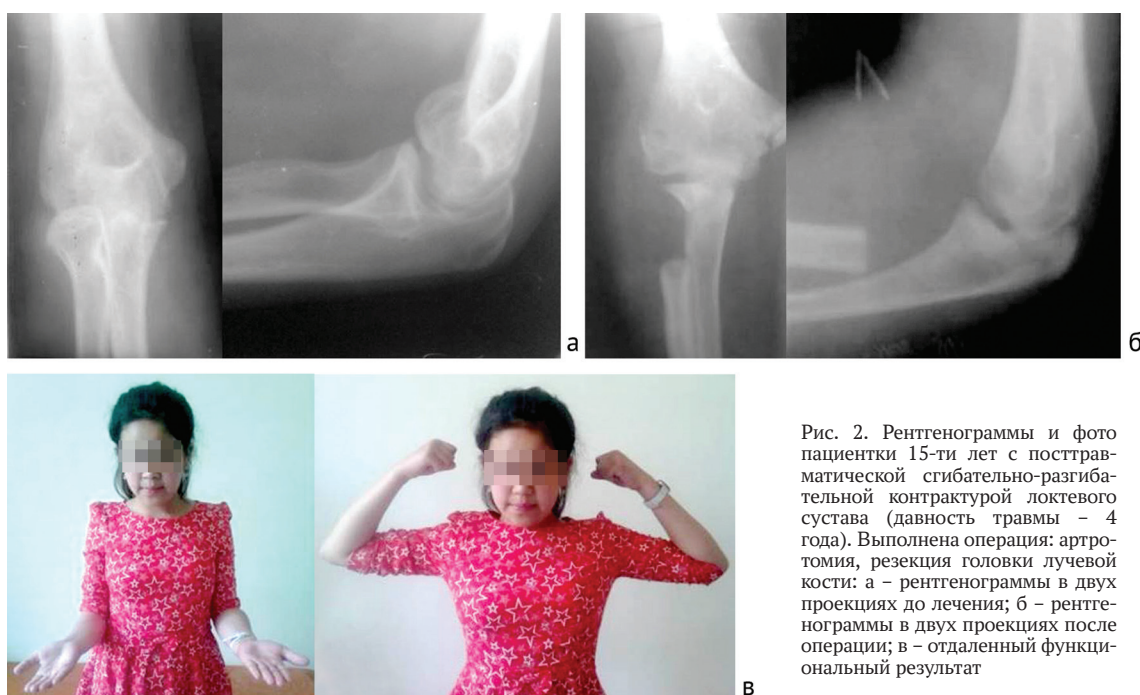 а
б
в
Рис. 2. Рентгенограммы и фото
пациентки 15-ти лет с посттрав-
матической сгибательно-разгиба-
тельной контрактурой локтевого
сустава (давность травмы – 4
года). Выполнена операция: артро-
томия, резекция головки лучевой
кости: а – рентгенограммы в двух
проекциях до лечения; б – рентге-
нограммы в двух проекциях после
операции; в – отдаленный функци-
ональный результат